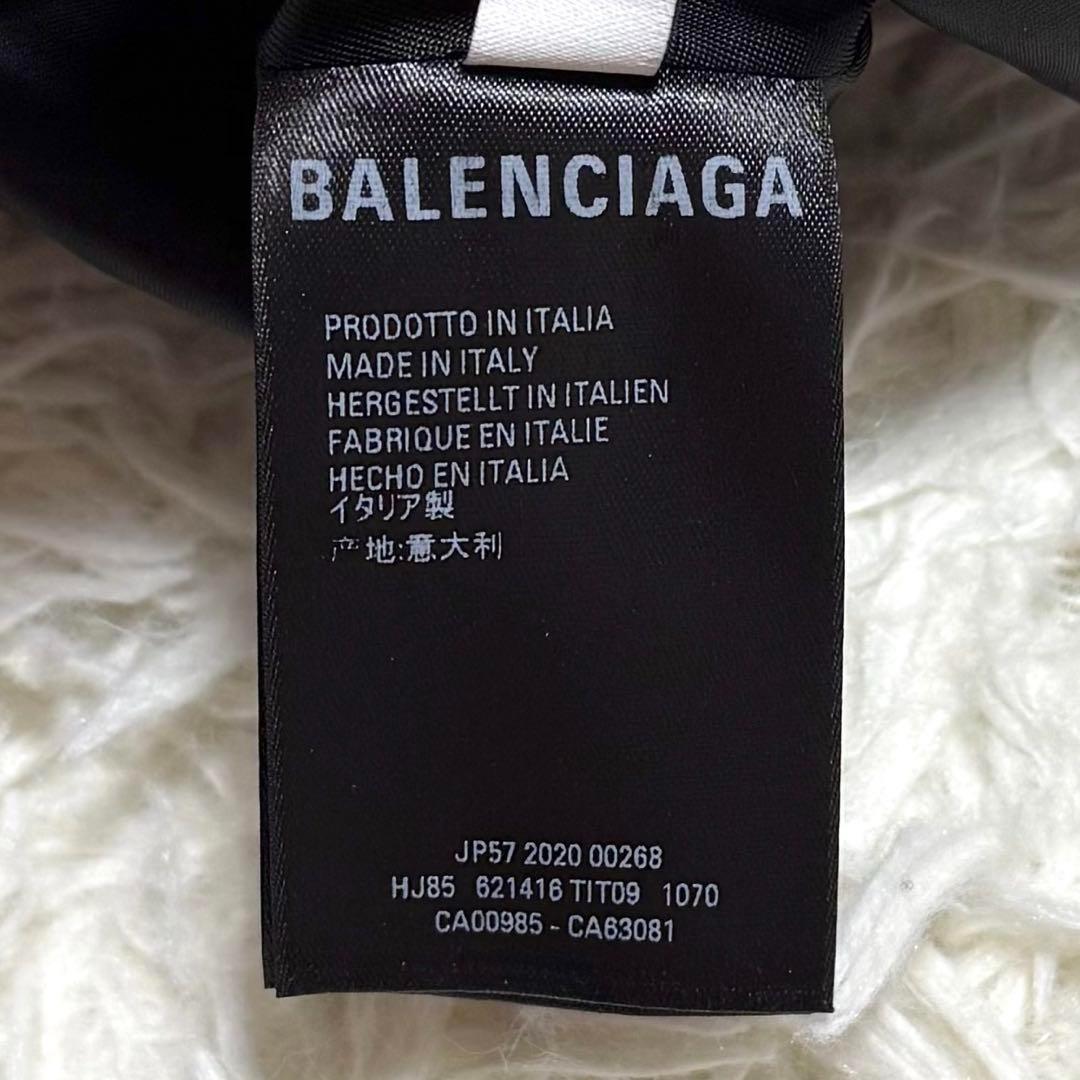 BALENCIAGA
PRODOTTO IN ITALIA
MADE IN ITALY
HERGESTELLT IN ITALIEN
FABRIQUE EN ITALIE
HECHO EN ITALIA
イタリア製
产地:意大利
JP57 2020 00268
HJ85 621416 TIT09 1070
CA00985 - CA63081